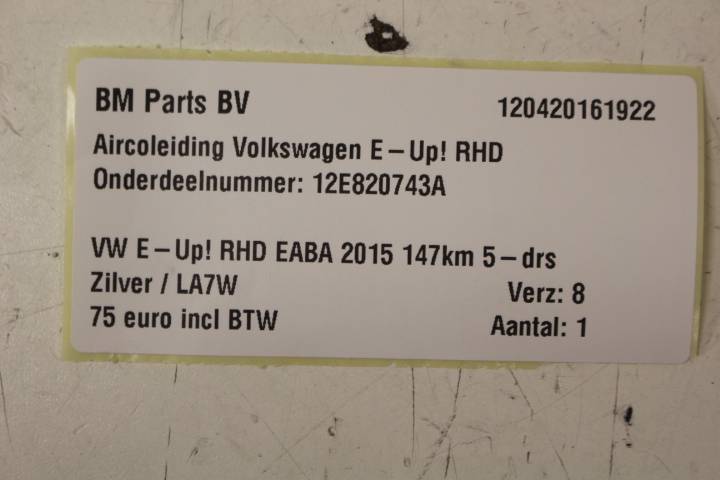 BM Parts BV 120420161922
Aircoleiding Volkswagen E-Up! RHD
Onderdeelnummer: 12E820743A
VW E-Up! RHD EABA 2015 147km 5-drs
Zilver / LA7W Verz: 8
75 euro incl BTW Aantal: 1